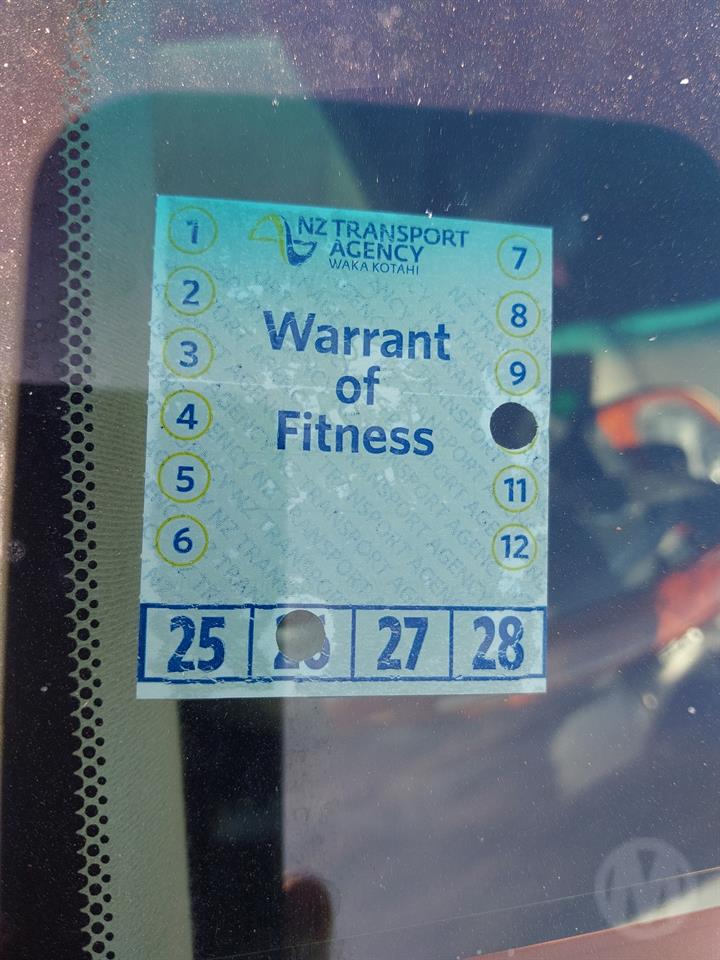 NZ TRANSPORT
AGENCY
WAKA KOTAHI
Warrant
of
Fitness
1
2
3
4
5
6
7
8
9
11
12
25
26
27
28
M